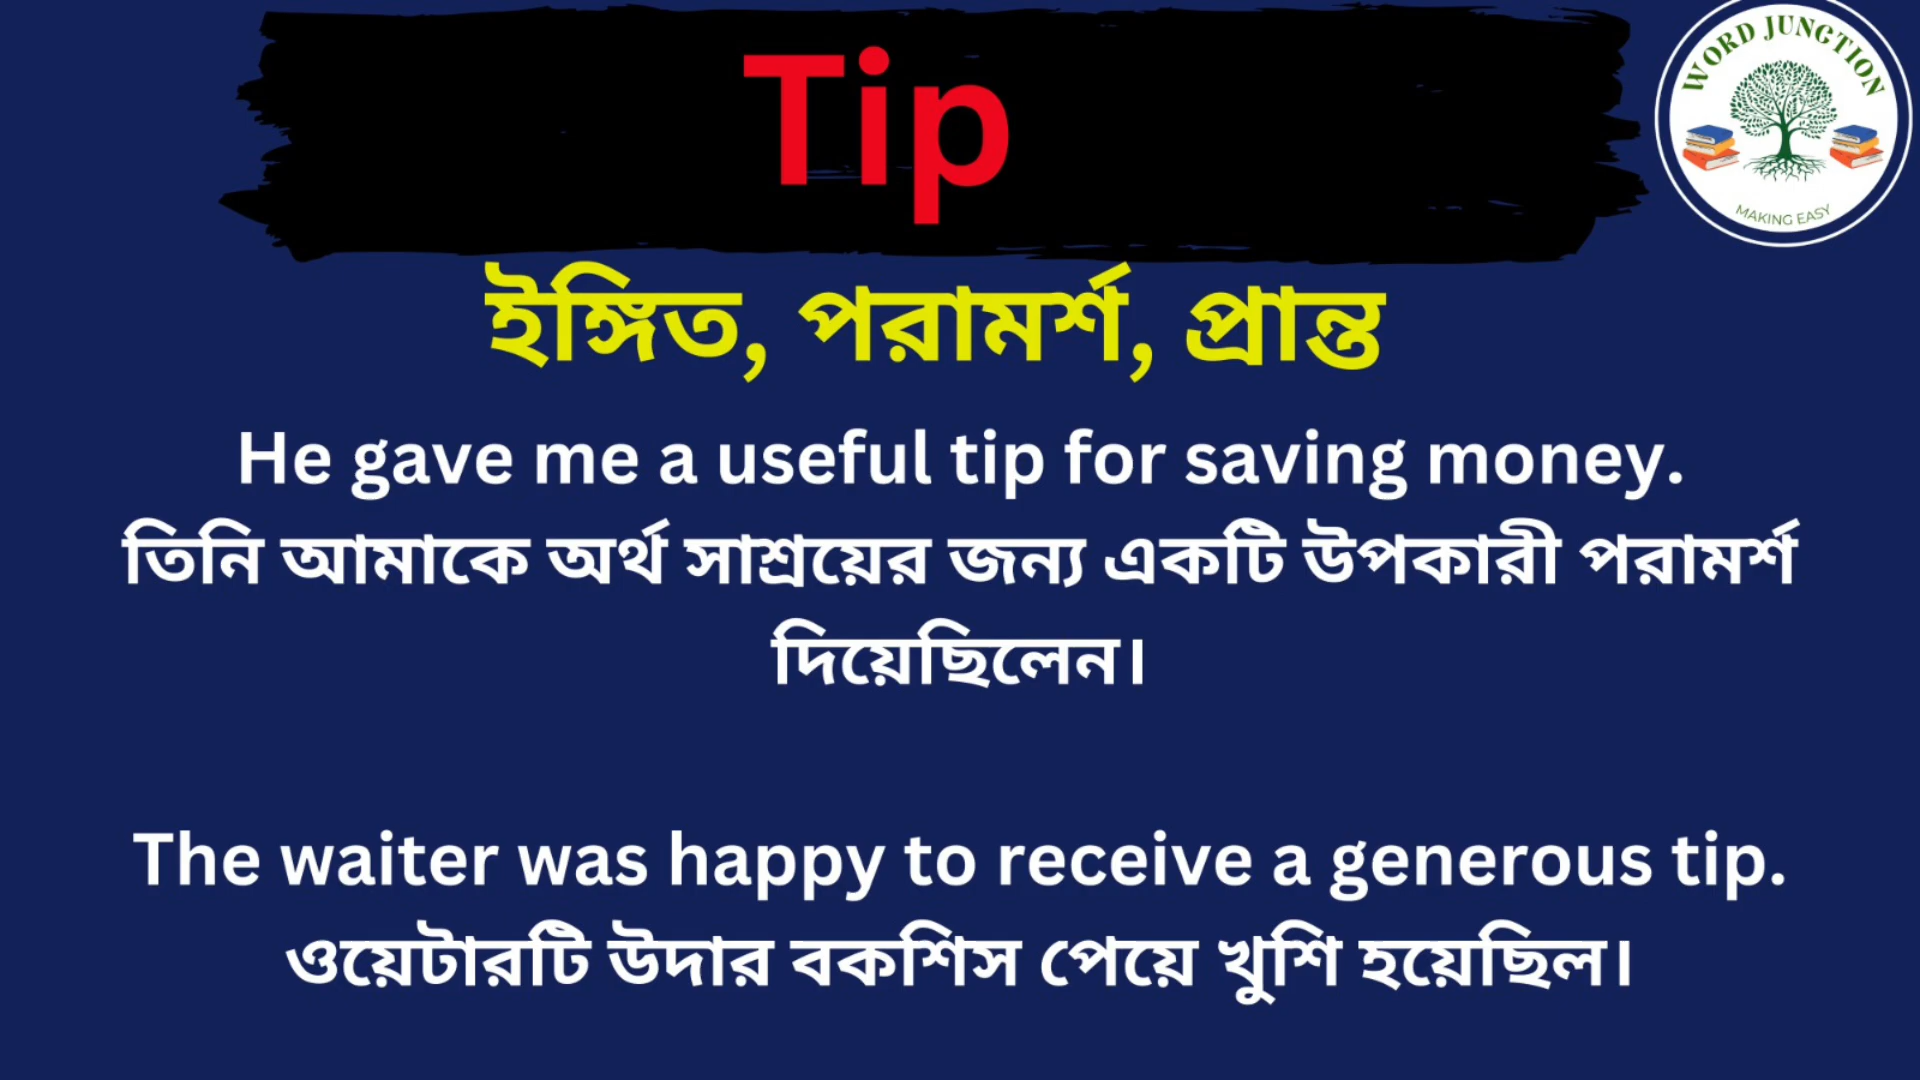 Tip
WORD JUNCTION
MAKING EASY
ইঙ্গিত, পরামর্শ, প্রান্ত
He gave me a useful tip for saving money.
তিনি আমাকে অর্থ সাশ্রয়ের জন্য একটি উপকারী পরামর্শ
দিয়েছিলেন।
The waiter was happy to receive a generous tip.
ওয়েটারটি উদার বকশিস পেয়ে খুশি হয়েছিল।